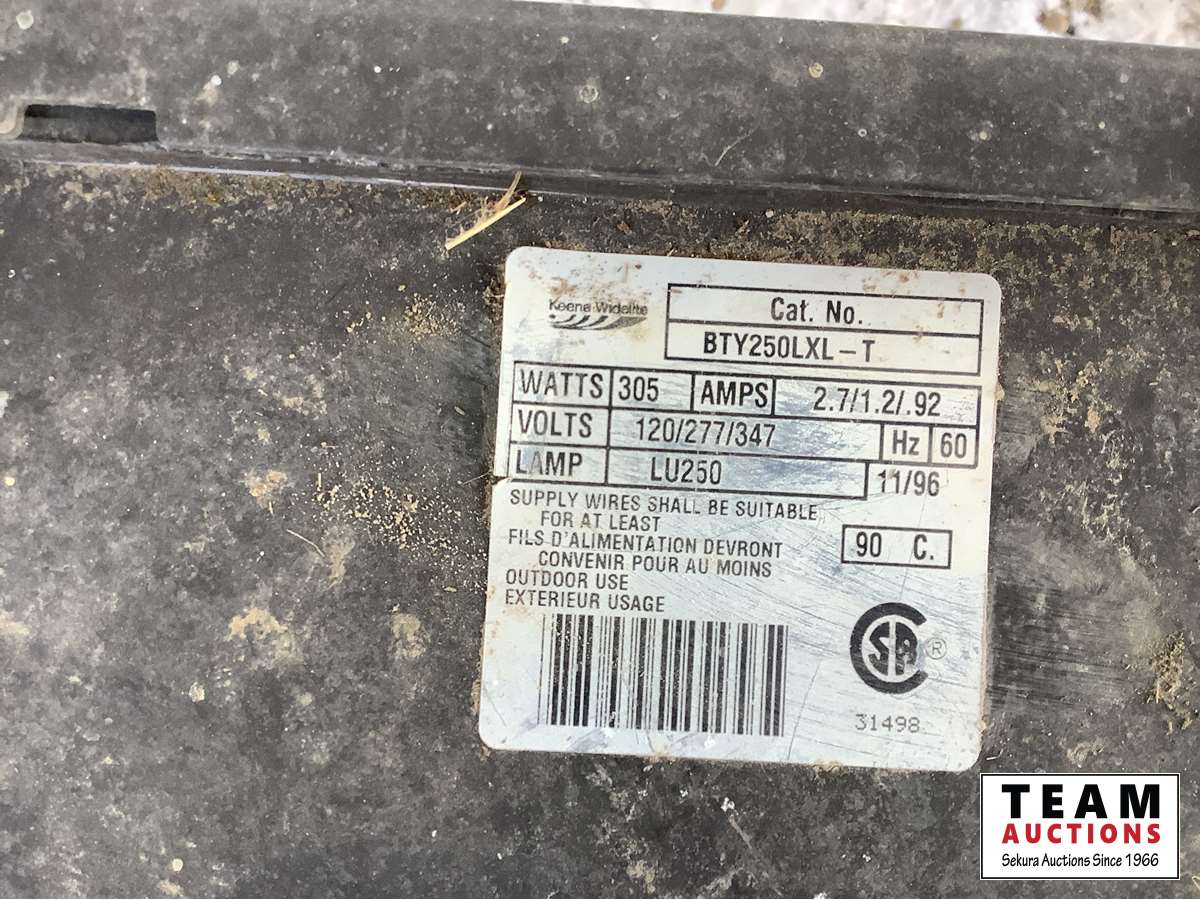 Keene Widelite
Cat. No.
BTY250LXL-T
WATTS 305 AMPS 2.7/1.2/.92
VOLTS 120/277/347 Hz 60
LAMP LU250 11/96
SUPPLY WIRES SHALL BE SUITABLE
FOR AT LEAST
FILS D'ALIMENTATION DEVRONT
CONVENIR POUR AU MOINS
90 C.
OUTDOOR USE
EXTERIEUR USAGE
SA ®
31498
TEAM
AUCTIONS
Sekura Auctions Since 1966